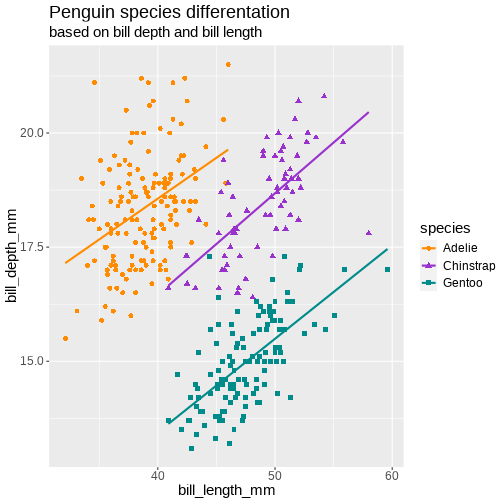 Penguin species differentation
based on bill depth and bill length
bill_depth_mm
20.0
17.5
15.0
40
50
60
bill_length_mm
species
Adelie
Chinstrap
Gentoo